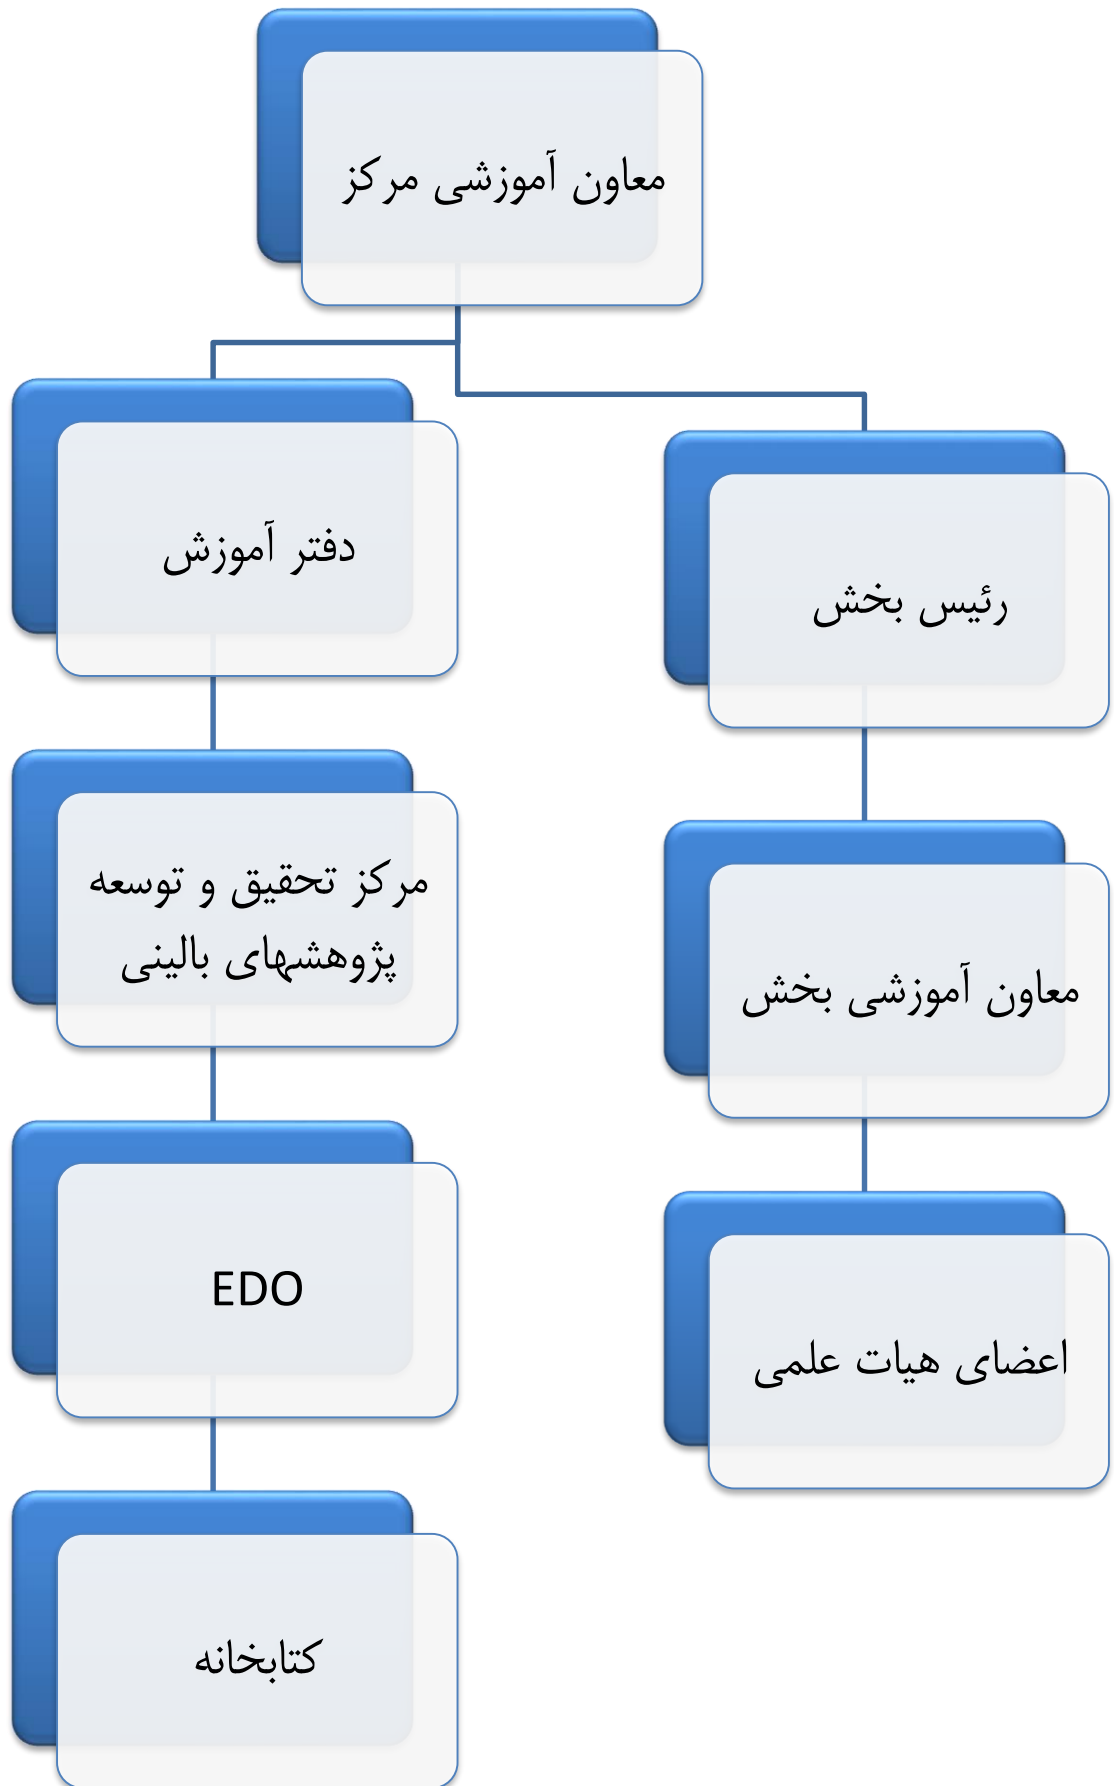 معاون آموزشی مرکز
دفتر آموزش
رئیس بخش
مرکز تحقیق و توسعه
پژوهشهای بالینی
معاون آموزشی بخش
EDO
اعضای هیات علمی
کتابخانه